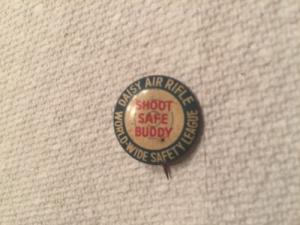 DAISY AIR RIFLE
SHOOT
SAFE
BUDDY
WORLD-WIDE SAFETY LEAGUE